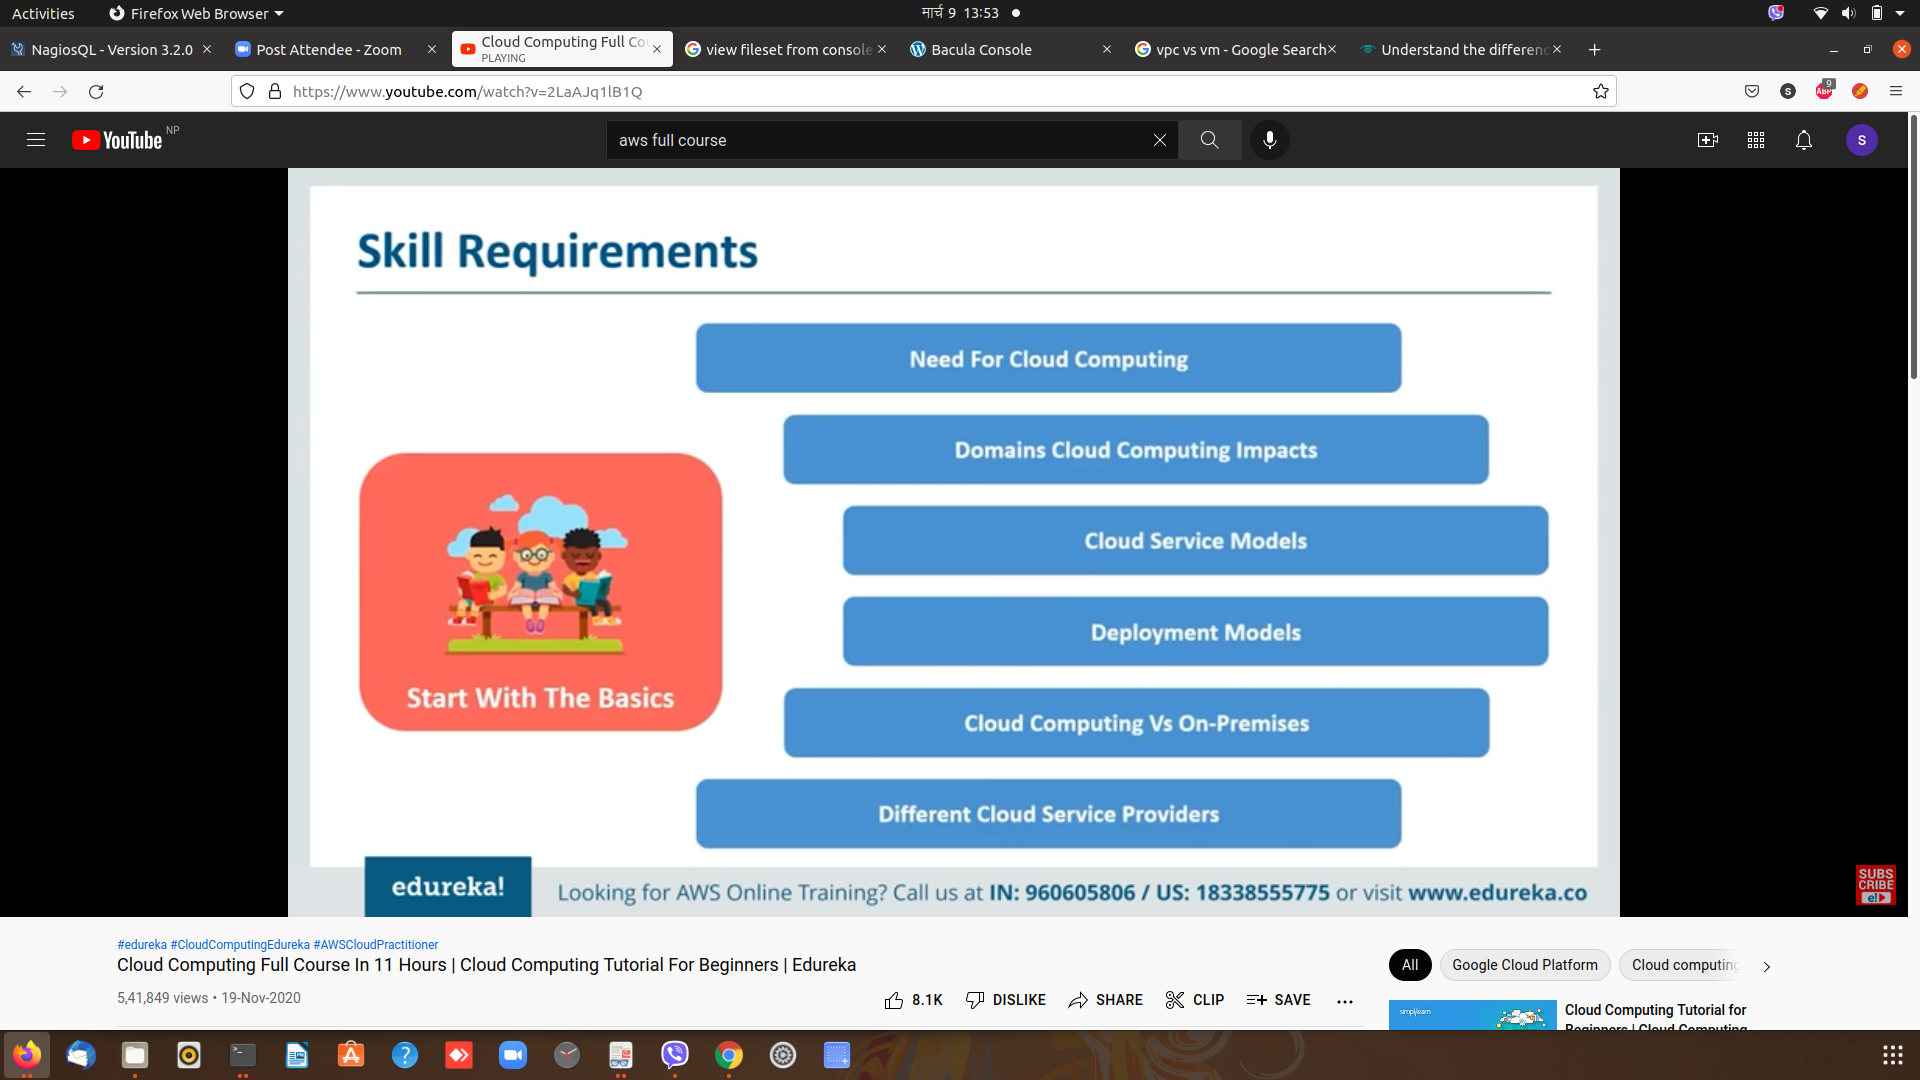 Activities
Firefox Web Browser
मार्च 9 13:53
NagiosQL - Version 3.2.0
Post Attendee - Zoom
Cloud Computing Full Co
PLAYING
view fileset from console
Bacula Console
vpc vs vm - Google Search
Understand the differenc
https://www.youtube.com/watch?v=2LaAJq1lB1Q
S
ABP
9
YouTube NP
aws full course
S
Skill Requirements
Need For Cloud Computing
Domains Cloud Computing Impacts
Cloud Service Models
Deployment Models
Cloud Computing Vs On-Premises
Different Cloud Service Providers
Start With The Basics
edureka!
Looking for AWS Online Training? Call us at IN: 960605806 / US: 18338555775 or visit www.edureka.co
SUBS
CRIBE
e!
#edureka #CloudComputingEdureka #AWSCloudPractitioner
Cloud Computing Full Course In 11 Hours | Cloud Computing Tutorial For Beginners | Edureka
5,41,849 views • 19-Nov-2020
8.1K
DISLIKE
SHARE
CLIP
SAVE
All
Google Cloud Platform
Cloud computing
simplilearn
Cloud Computing Tutorial for
Beginners | Cloud Computing